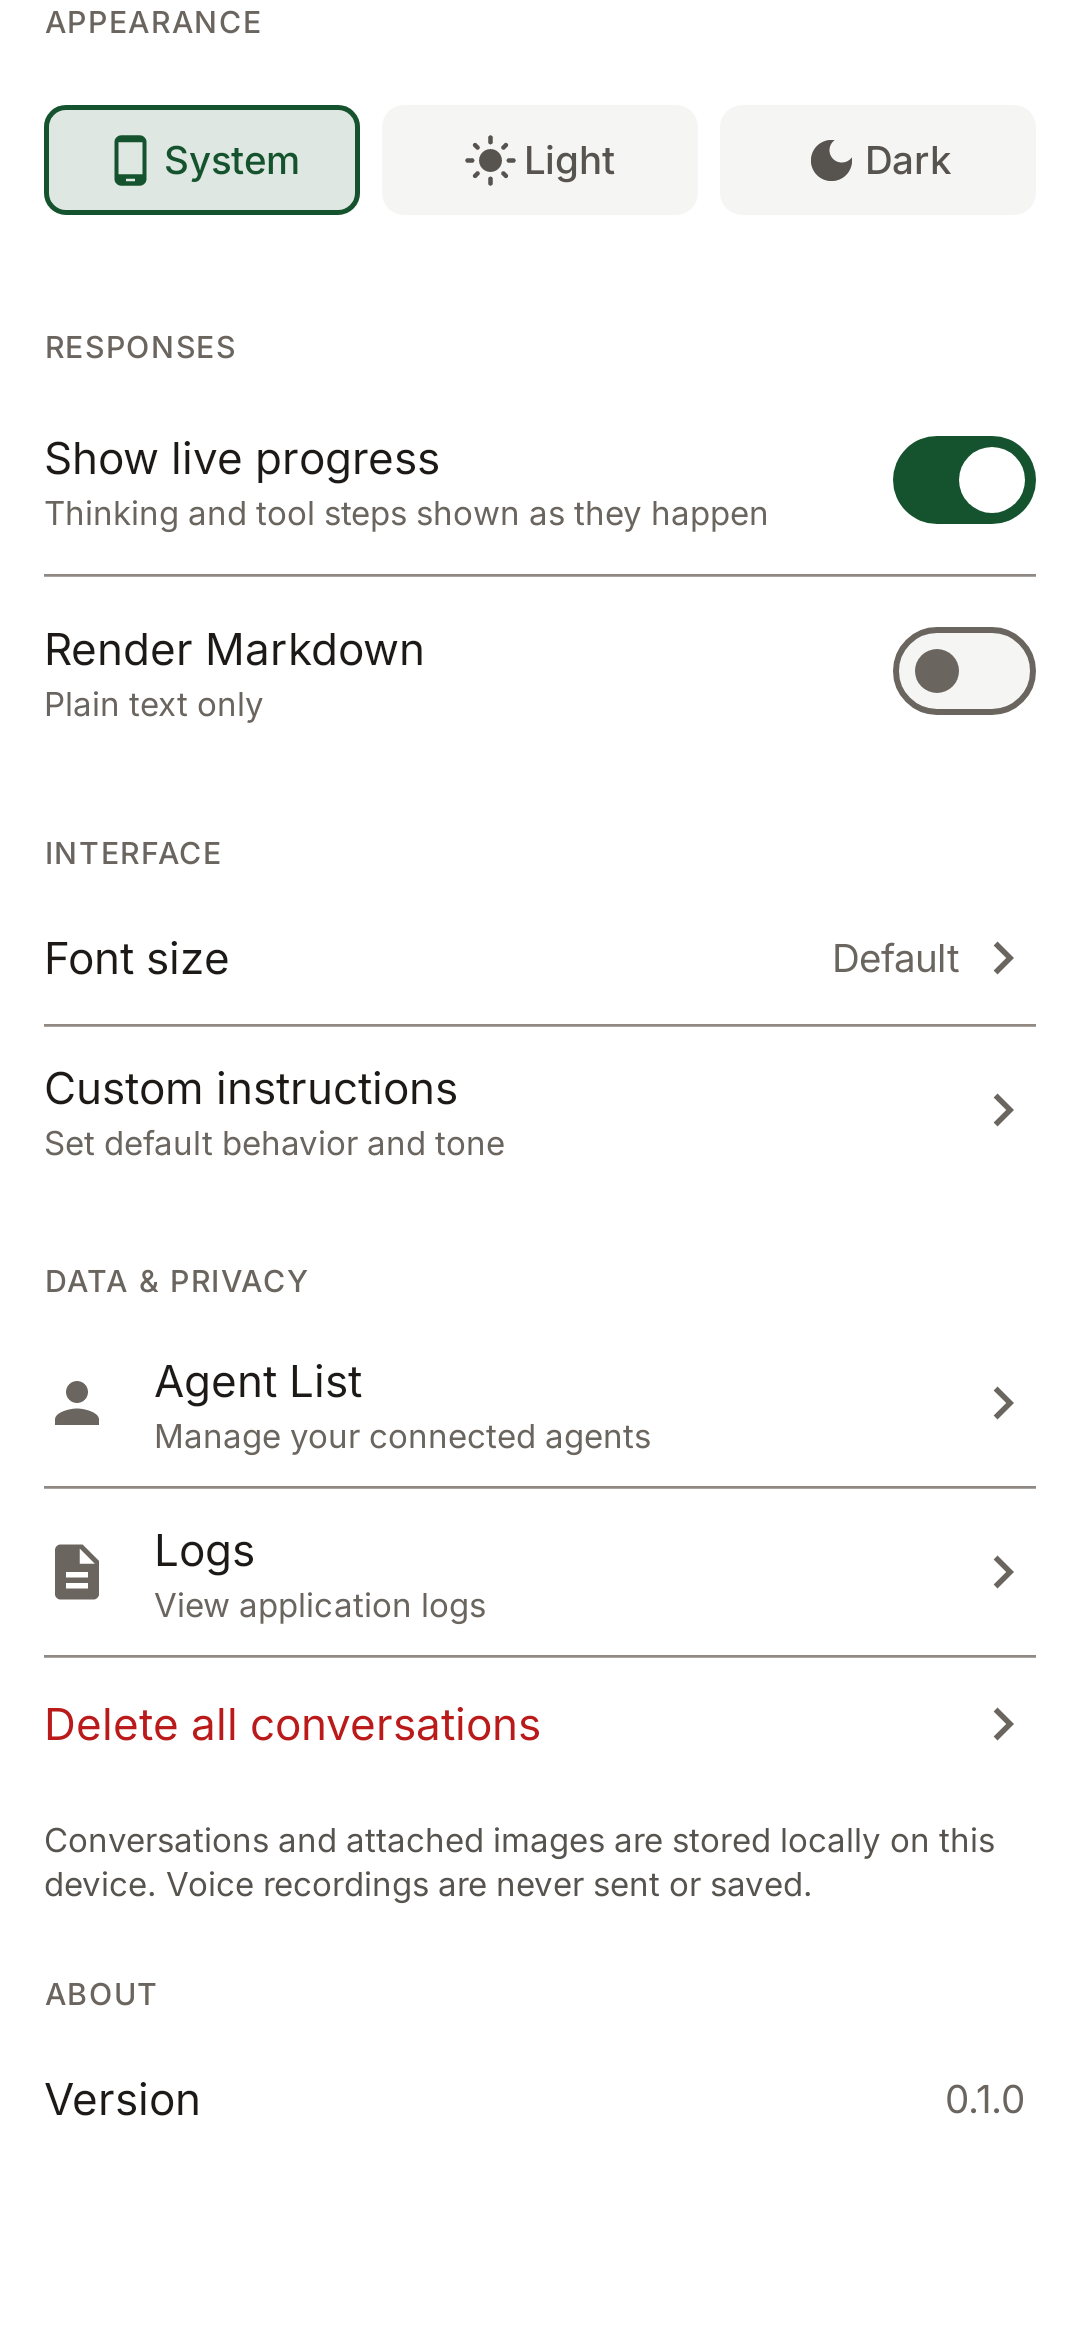 APPEARANCE
System
Light
Dark
RESPONSES
Show live progress
Thinking and tool steps shown as they happen
Render Markdown
Plain text only
INTERFACE
Font size
Default
Custom instructions
Set default behavior and tone
DATA & PRIVACY
Agent List
Manage your connected agents
Logs
View application logs
Delete all conversations
Conversations and attached images are stored locally on this
device. Voice recordings are never sent or saved.
ABOUT
Version
0.1.0